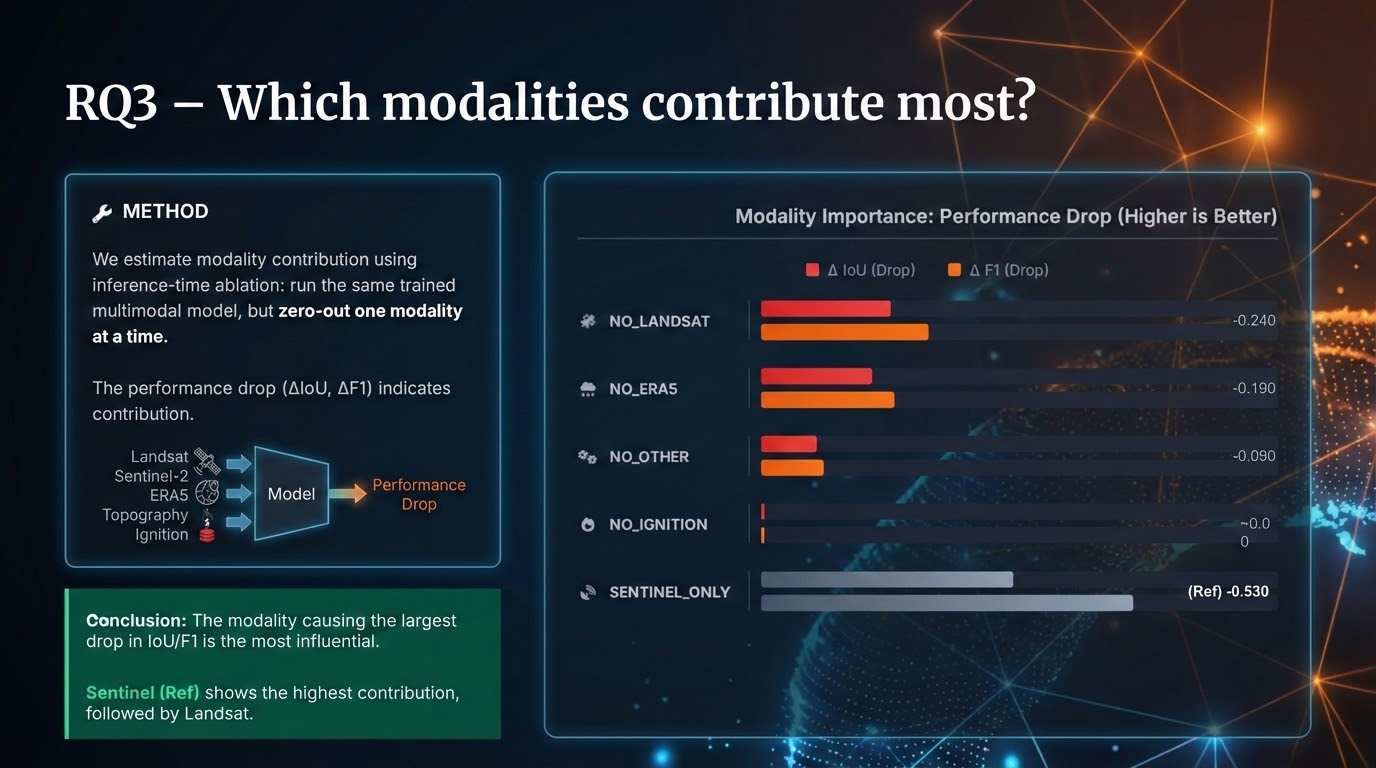 RQ3 – Which modalities contribute most?
METHOD
We estimate modality contribution using
inference-time ablation: run the same trained
multimodal model, but zero-out one modality
at a time.
The performance drop (ΔIoU, ΔF1) indicates
contribution.
Landsat
Sentinel-2
ERA5
Topography
Ignition
Model
Performance
Drop
Conclusion: The modality causing the largest
drop in IoU/F1 is the most influential.
Sentinel (Ref) shows the highest contribution,
followed by Landsat.
Modality Importance: Performance Drop (Higher is Better)
Δ IoU (Drop) Δ F1 (Drop)
NO_LANDSAT -0.240
NO_ERA5 -0.190
NO_OTHER -0.090
NO_IGNITION ~0.0
0
SENTINEL_ONLY (Ref) -0.530